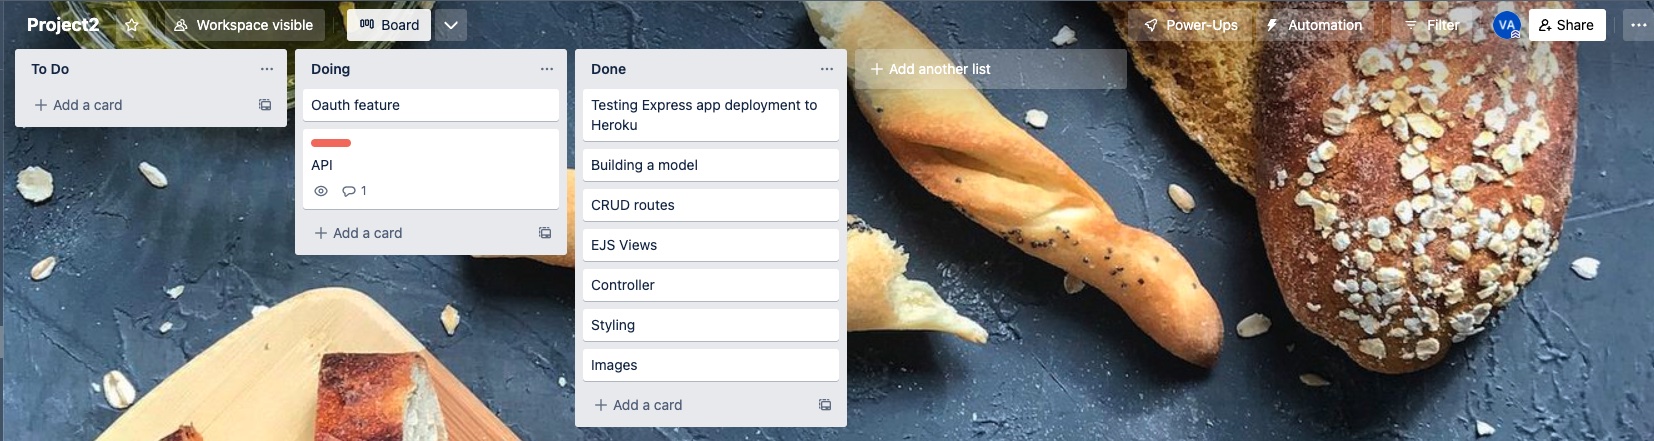 Project2
Workspace visible
Board
Power-Ups
Automation
Filter
VA
Share
To Do
Add a card
Doing
Oauth feature
API
1
Add a card
Done
Testing Express app deployment to
Heroku
Building a model
CRUD routes
EJS Views
Controller
Styling
Images
Add a card
Add another list